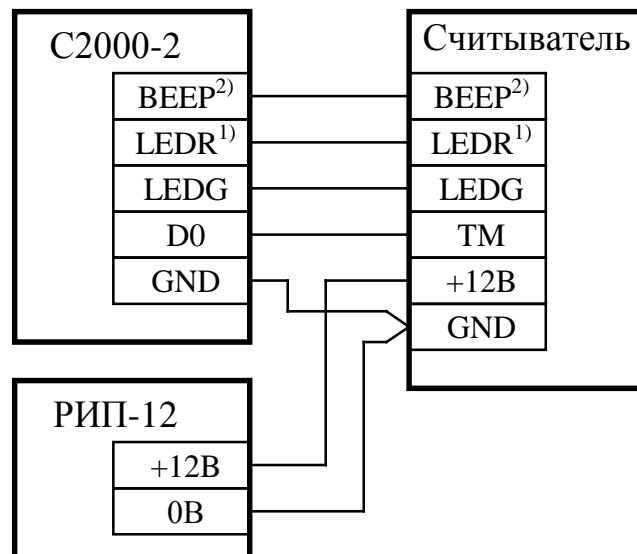 С2000-2
BEEP2)
LEDR1)
LEDG
D0
GND
Считыватель
BEEP2)
LEDR1)
LEDG
TM
+12В
GND
РИП-12
+12В
0В